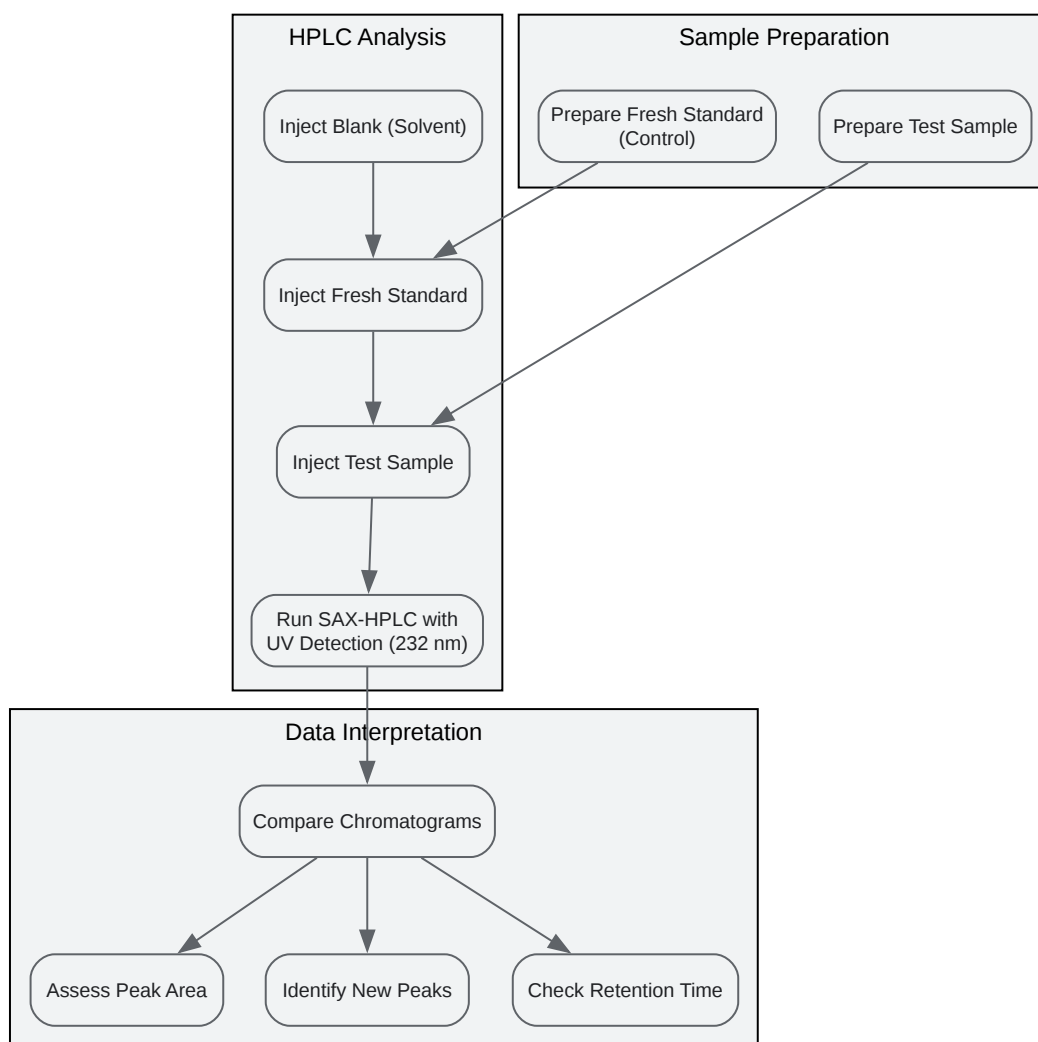 HPLC Analysis
Sample Preparation
Inject Blank (Solvent)
Prepare Fresh Standard
(Control)
Prepare Test Sample
Inject Fresh Standard
Inject Test Sample
Run SAX-HPLC with
UV Detection (232 nm)
Data Interpretation
Compare Chromatograms
Assess Peak Area
Identify New Peaks
Check Retention Time